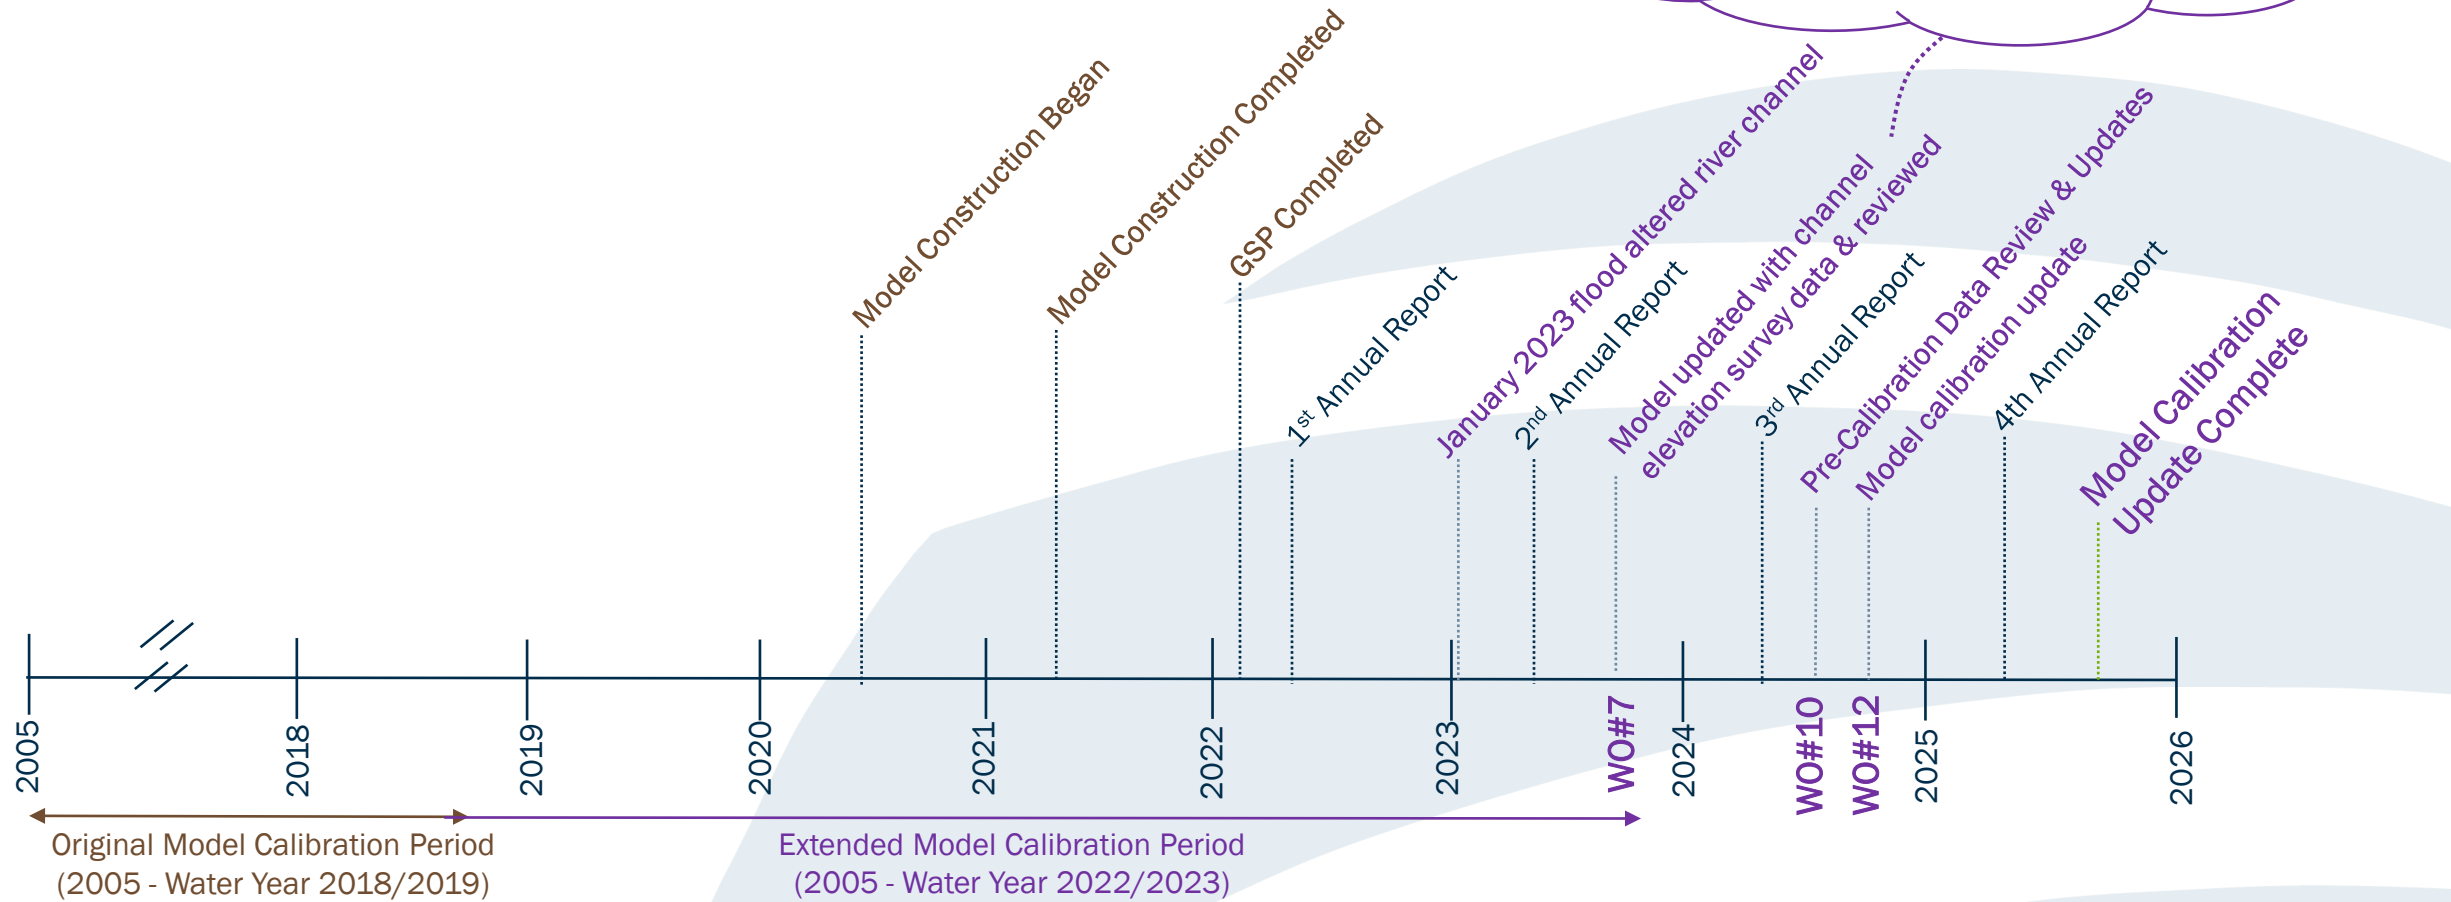 Model Construction Began
Model Construction Completed
GSP Completed
1st Annual Report
January 2023 flood altered river channel
2nd Annual Report
Model updated with channel
elevation survey data & reviewed
3rd Annual Report
Pre-Calibration Data Review & Updates
Model calibration update
4th Annual Report
Model Calibration
Update Complete
2005
2018
2019
2020
2021
2022
2023
WO#7
2024
WO#10
WO#12
2025
2026
Original Model Calibration Period
(2005 - Water Year 2018/2019)
Extended Model Calibration Period
(2005 - Water Year 2022/2023)